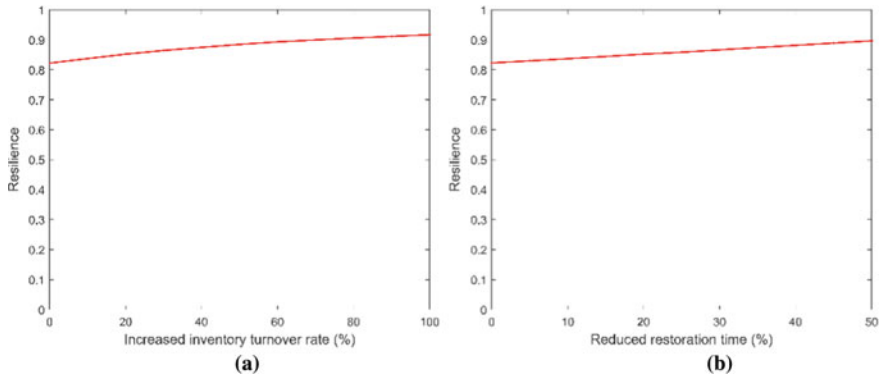 1
0.9
0.8
0.7
0.6
0.5
0.4
0.3
0.2
0.1
0
Resilience
0 20 40 60 80 100
Increased inventory turnover rate (%)
(a)
1
0.9
0.8
0.7
0.6
0.5
0.4
0.3
0.2
0.1
0
Resilience
0 10 20 30 40 50
Reduced restoration time (%)
(b)